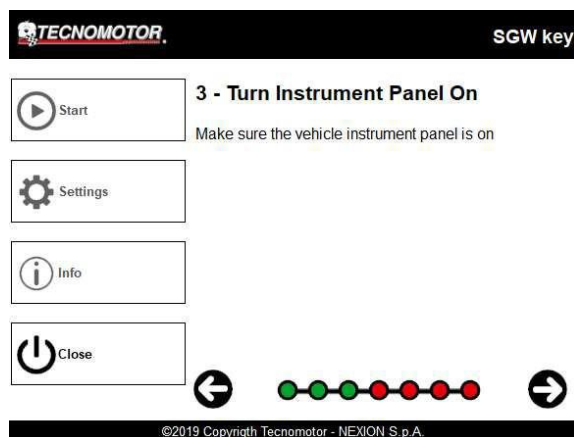 TECNOMOTOR.
SGW key
Start
Settings
Info
Close
3 - Turn Instrument Panel On
Make sure the vehicle instrument panel is on
©2019 Copyrigth Tecnomotor - NEXION S.p.A.